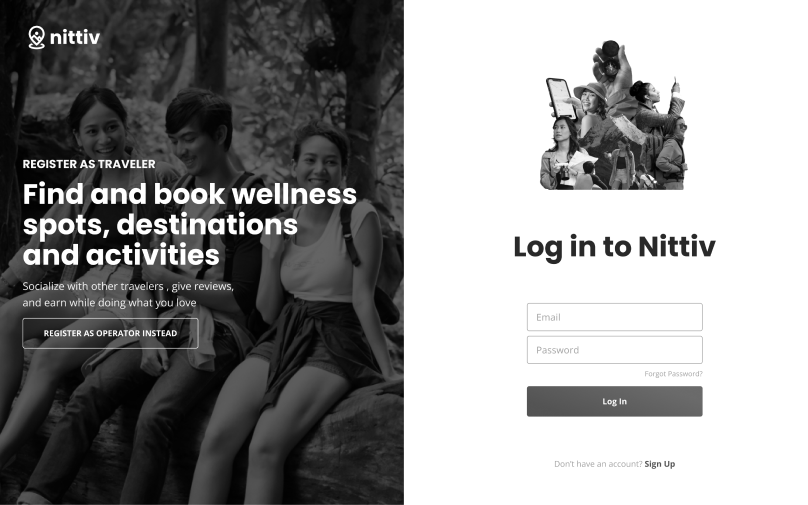 nittiv
REGISTER AS TRAVELER
Find and book wellness
spots, destinations
and activities
Socialize with other travelers , give reviews,
and earn while doing what you love
REGISTER AS OPERATOR INSTEAD
Log in to Nittiv
Email
Password
Forgot Password?
Log In
Don't have an account? Sign Up